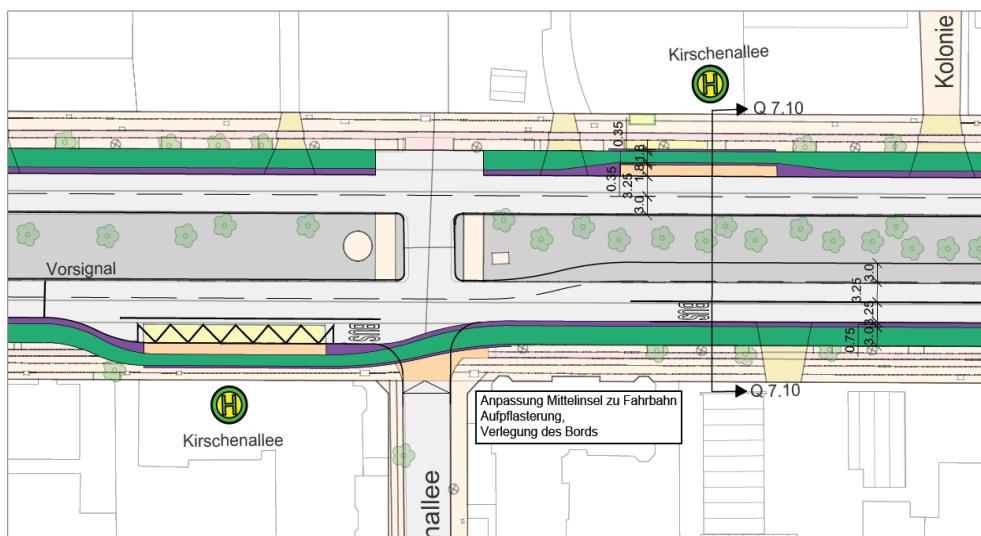 Kirschenallee
H
Q 7.10
Kolonie
0.35
1.8
1.8
0.35
3.25
3.0
Vorsignal
3.0
3.25
3.25
3.0
0.75
BUS
BUS
Q 7.10
H
Kirschenallee
Anpassung Mittelinsel zu Fahrbahn
Aufpflasterung,
Verlegung des Bords
nallee